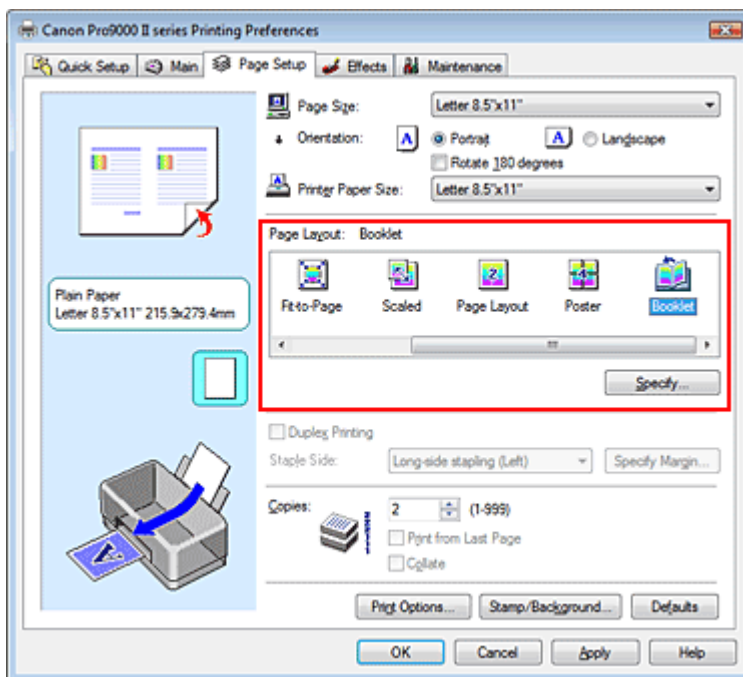 Canon Pro9000 II series Printing Preferences
Quick Setup Main Page Setup Effects Maintenance
Page Size: Letter 8.5"x11"
Orientation: A Portrait A Landscape
Rotate 180 degrees
Printer Paper Size: Letter 8.5"x11"
Page Layout: Booklet
Fit-to-Page Scaled Page Layout Poster Booklet
Specify...
Plain Paper
Letter 8.5"x11" 215.9x279.4mm
Duplex Printing
Staple Side: Long-side stapling (Left) Specify Margin...
Copies: 2 (1-999)
Print from Last Page
Collate
A
Print Options... Stamp/Background... Defaults
OK Cancel Apply Help